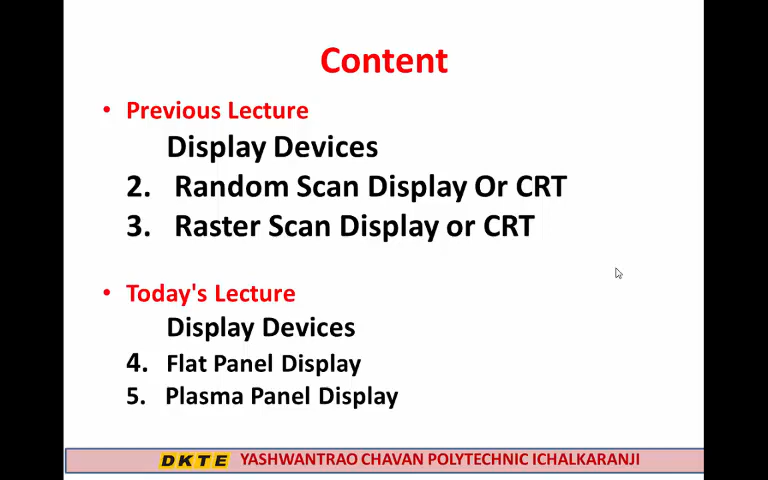 Content
• Previous Lecture
Display Devices
2. Random Scan Display Or CRT
3. Raster Scan Display or CRT
• Today's Lecture
Display Devices
4. Flat Panel Display
5. Plasma Panel Display
DKTE YASHWANTRAO CHAVAN POLYTECHNIC ICHALKARANJI